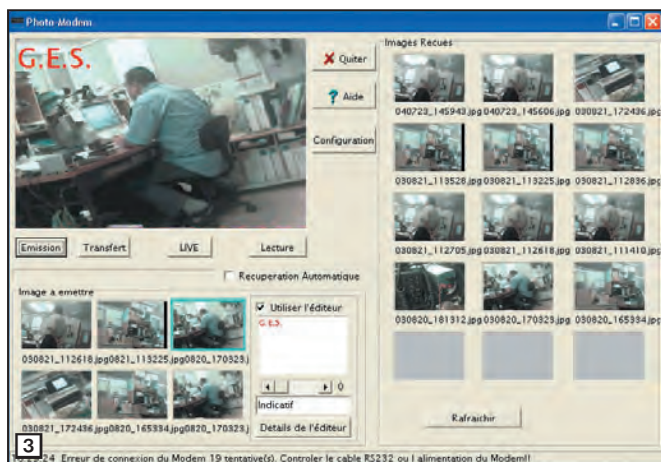 Photo-Modem
G.E.S.
Quiter
Aide
Configuration
Emission
Transfert
LIVE
Lecture
Recuperation Automatique
Image a emettre
030821_112618.jpg
0821_113225.jpg
0820_170323.j
030821_172436.jpg
0820_165334.jpg
0820_170323.j
Utiliser l'éditeur
G.E.S.
0
Indicatif
Details de l'éditeur
Images Recues
040723_145943.jpg
040723_145606.jpg
030821_172436.jpg
030821_113528.jpg
030821_113225.jpg
030821_112836.jpg
030821_112705.jpg
030821_112618.jpg
030821_111410.jpg
030820_181312.jpg
030820_170323.jpg
030820_165334.jpg
Rafraichir
3
24 Erreur de connexion du Modem 19 tentative(s). Controler le cable RS232 ou l alimentation du Modem!!